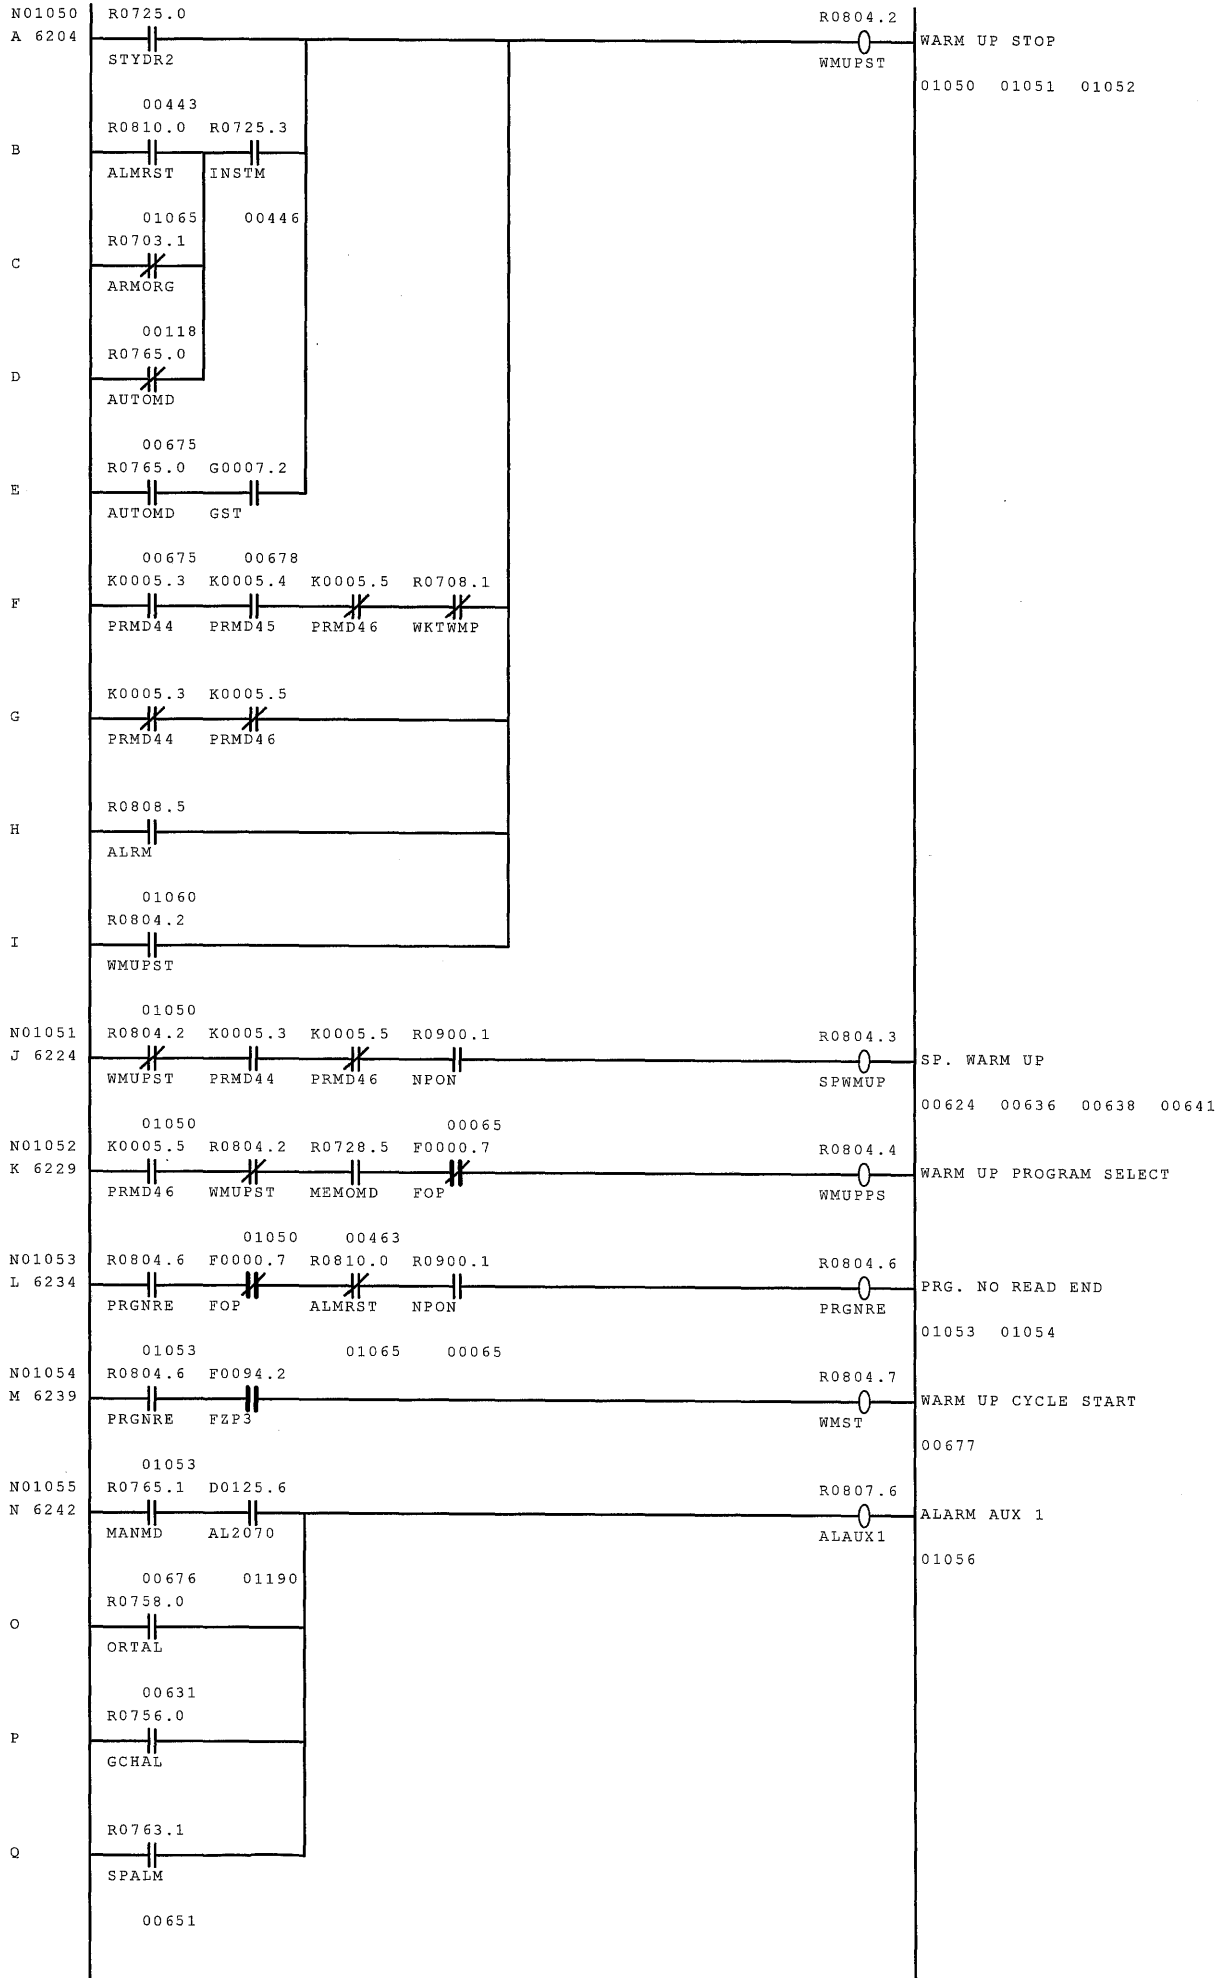 N01050 R0725.0 R0804.2
A 6204 WARM UP STOP
STYDR2 WMUPST
01050 01051 01052
00443
R0810.0 R0725.3
B
ALMRST INSTM
01065 00446
R0703.1
C
ARMORG
00118
R0765.0
D
AUTOMD
00675
R0765.0 G0007.2
E
AUTOMD GST
00675 00678
K0005.3 K0005.4 K0005.5 R0708.1
F
PRMD44 PRMD45 PRMD46 WKTWMP
K0005.3 K0005.5
G
PRMD44 PRMD46
R0808.5
H
ALRM
01060
R0804.2
I
WMUPST
01050
N01051 R0804.2 K0005.3 K0005.5 R0900.1 R0804.3
J 6224 SP. WARM UP
WMUPST PRMD44 PRMD46 NPON SPWMUP
00624 00636 00638 00641
01050 00065
N01052 K0005.5 R0804.2 R0728.5 F0000.7 R0804.4
K 6229 WARM UP PROGRAM SELECT
PRMD46 WMUPST MEMOMD FOP WMUPPS
01050 00463
N01053 R0804.6 F0000.7 R0810.0 R0900.1 R0804.6
L 6234 PRG. NO READ END
PRGNRE FOP ALMRST NPON PRGNRE
01053 01054
01053 01065 00065
N01054 R0804.6 F0094.2 R0804.7
M 6239 WARM UP CYCLE START
PRGNRE FZP3 WMST
00677
01053
N01055 R0765.1 D0125.6 R0807.6
N 6242 ALARM AUX 1
MANMD AL2070 ALAUX1
01056
00676 01190
R0758.0
O
ORTAL
00631
R0756.0
P
GCHAL
R0763.1
Q
SPALM
00651